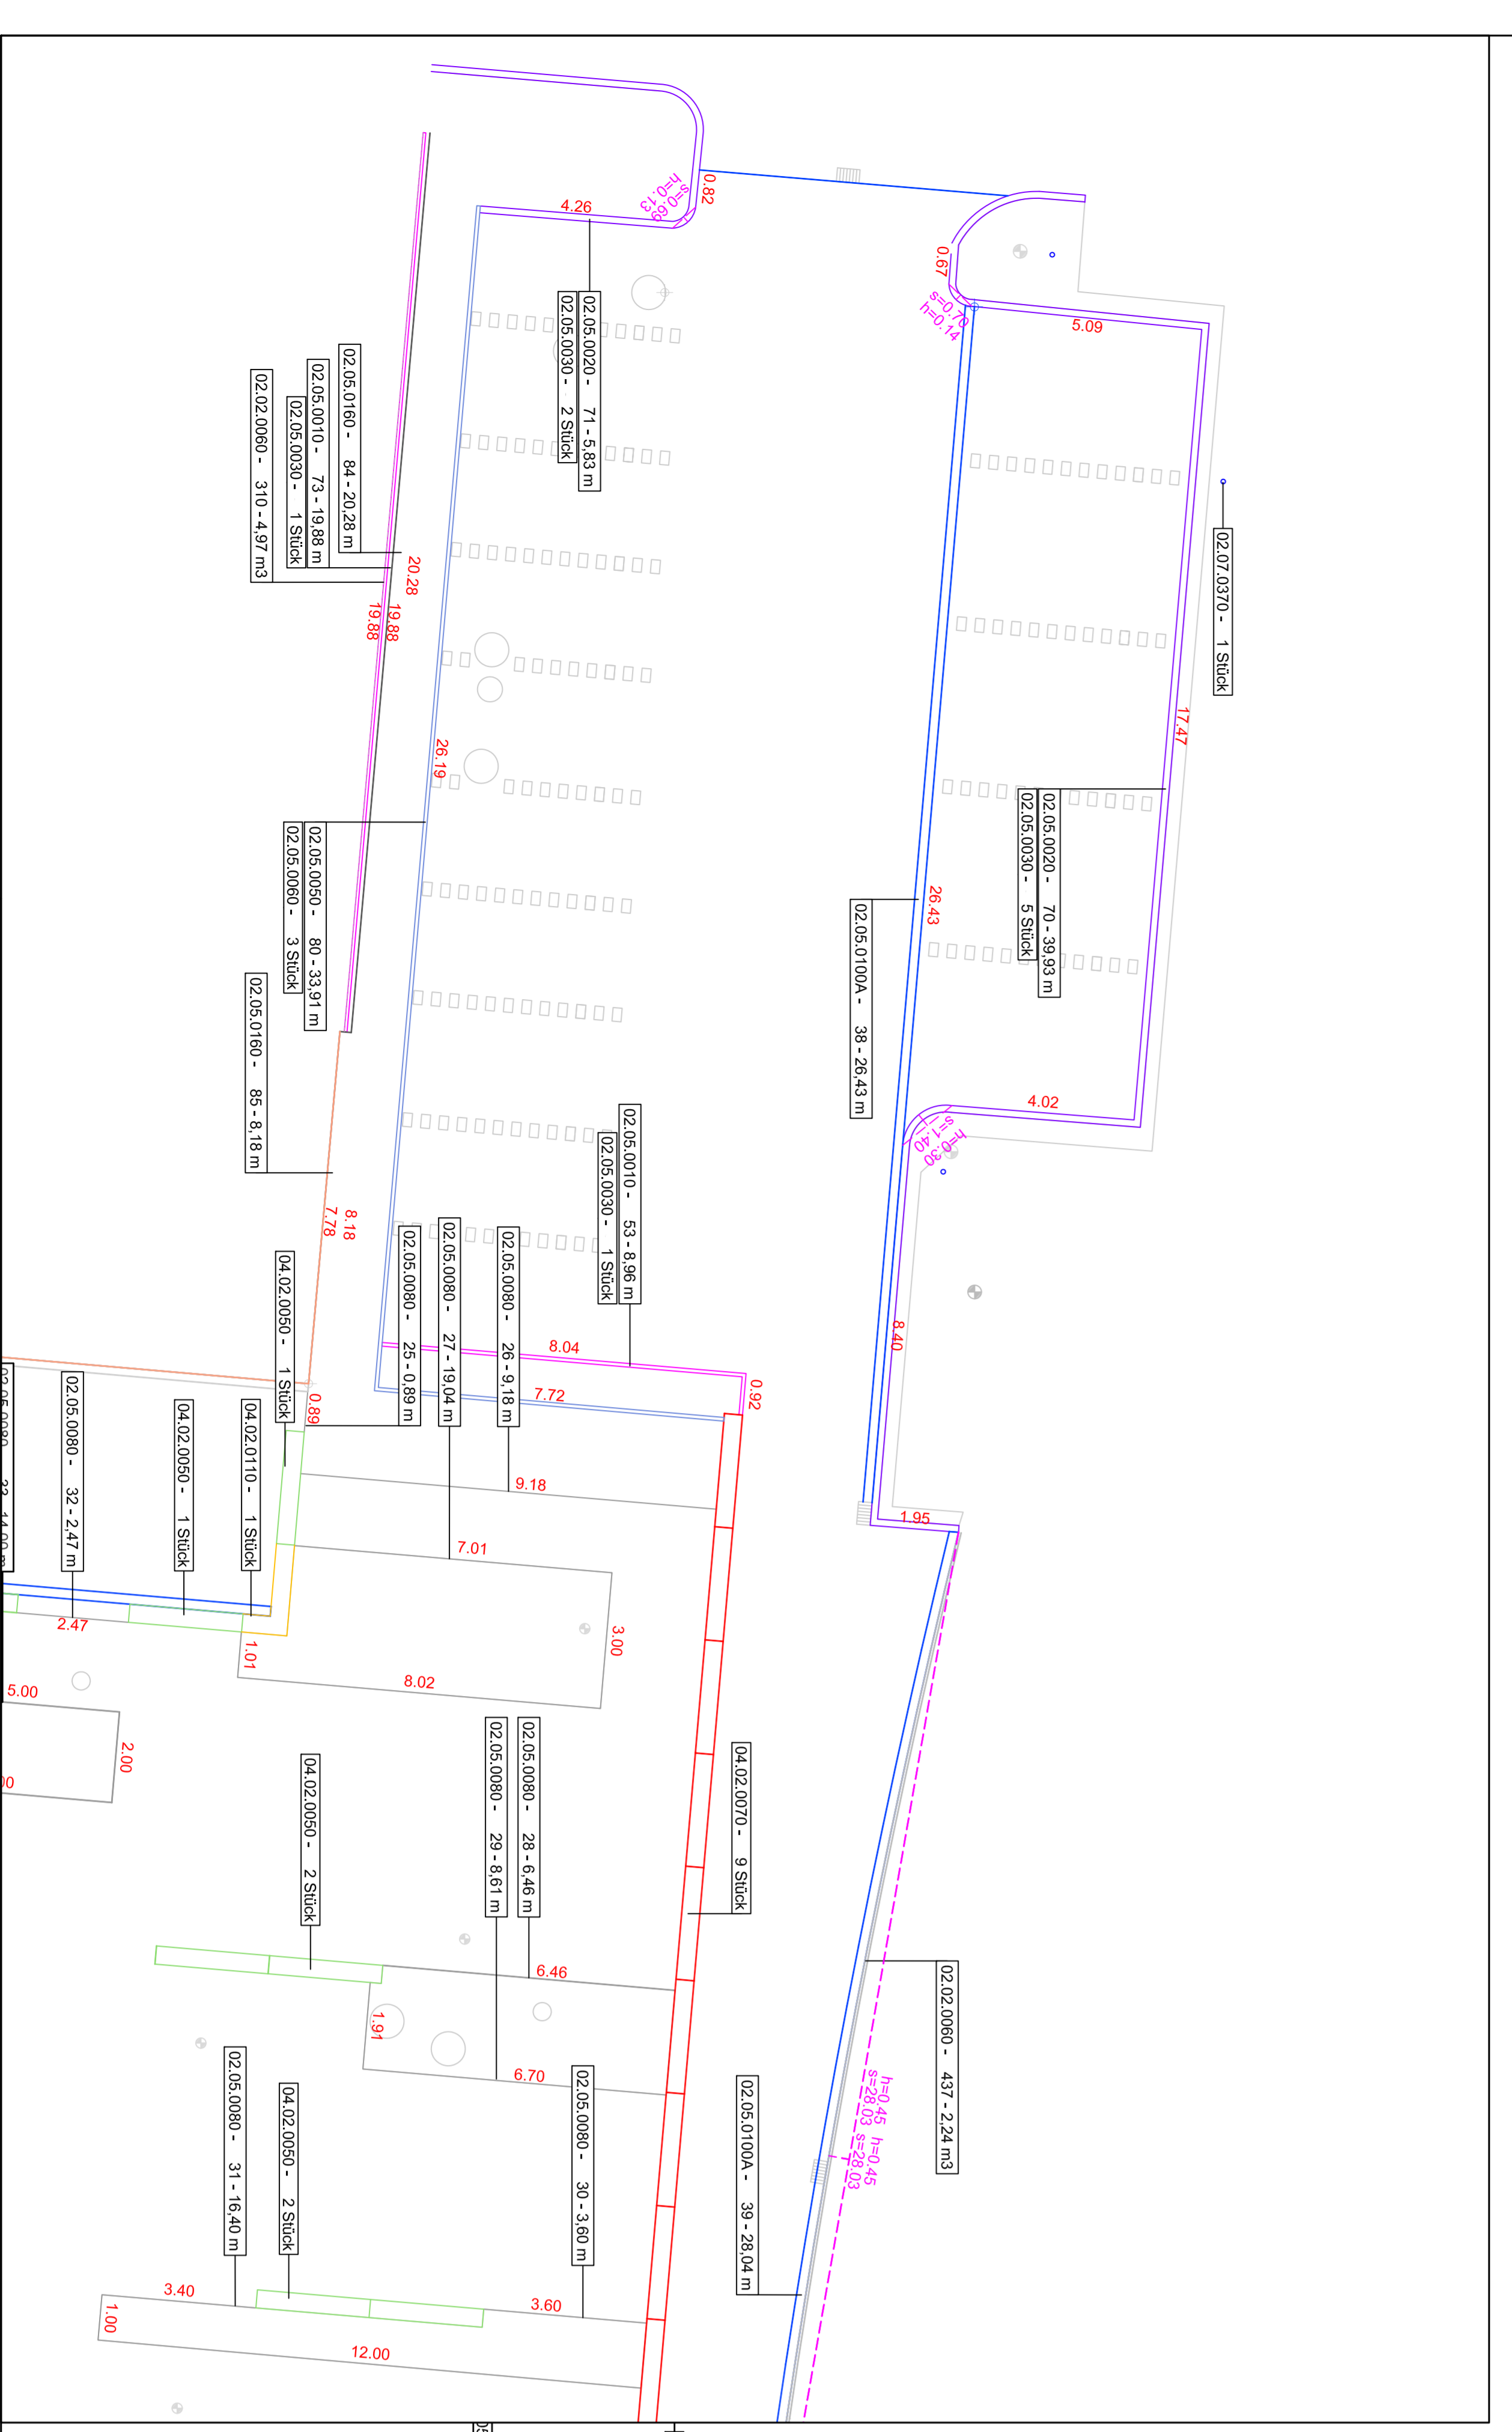 02.07.0370 - 1 Stück
5.09
17.47
02.05.0020 - 70 - 39,93 m
02.05.0030 - 5 Stück
4.02
0.67
s=0.70
h=0.14
26.43
02.05.0100A - 38 - 26,43 m
h=0.30
s=1.40
8.40
1.95
0.82
s=0.69
h=0.13
4.26
02.05.0020 - 71 - 5,83 m
02.05.0030 - 2 Stück
02.05.0160 - 84 - 20,28 m
02.05.0010 - 73 - 19,88 m
02.05.0030 - 1 Stück
02.02.0060 - 310 - 4,97 m3
20.28
19.88
19.88
26.19
02.05.0050 - 80 - 33,91 m
02.05.0060 - 3 Stück
02.05.0160 - 85 - 8,18 m
8.18
7.78
02.05.0010 - 53 - 8,96 m
02.05.0030 - 1 Stück
8.04
0.92
7.72
02.05.0080 - 26 - 9,18 m
02.05.0080 - 27 - 19,04 m
02.05.0080 - 25 - 0,89 m
04.02.0050 - 1 Stück
0.89
9.18
7.01
3.00
8.02
1.01
04.02.0110 - 1 Stück
04.02.0050 - 1 Stück
02.05.0080 - 32 - 2,47 m
2.47
5.00
2.00
04.02.0070 - 9 Stück
02.05.0080 - 28 - 6,46 m
02.05.0080 - 29 - 8,61 m
04.02.0050 - 2 Stück
6.46
1.91
6.70
02.02.0060 - 437 - 2,24 m3
h=0.45
s=28.03
h=0.45
s=28.03
02.05.0100A - 39 - 28,04 m
02.05.0080 - 30 - 3,60 m
04.02.0050 - 2 Stück
02.05.0080 - 31 - 16,40 m
3.40
3.60
1.00
12.00